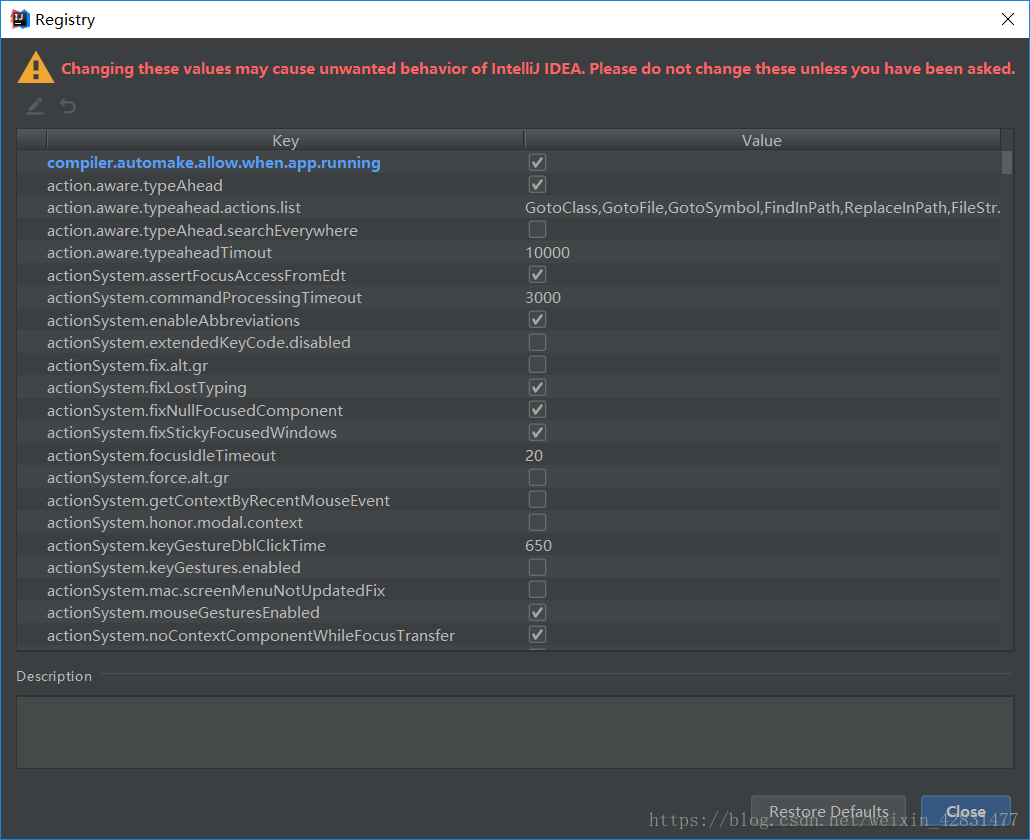 Registry
Changing these values may cause unwanted behavior of IntelliJ IDEA. Please do not change these unless you have been asked.
Key Value
compiler.automake.allow.when.app.running
action.aware.typeAhead
action.aware.typeahead.actions.list GotoClass,GotoFile,GotoSymbol,FindInPath,ReplaceInPath,FileStr.
action.aware.typeAhead.searchEverywhere
action.aware.typeaheadTimout 10000
actionSystem.assertFocusAccessFromEdt
actionSystem.commandProcessingTimeout 3000
actionSystem.enableAbbreviations
actionSystem.extendedKeyCode.disabled
actionSystem.fix.alt.gr
actionSystem.fixLostTyping
actionSystem.fixNullFocusedComponent
actionSystem.fixStickyFocusedWindows
actionSystem.focusIdleTimeout 20
actionSystem.force.alt.gr
actionSystem.getContextByRecentMouseEvent
actionSystem.honor.modal.context
actionSystem.keyGestureDblClickTime 650
actionSystem.keyGestures.enabled
actionSystem.mac.screenMenuNotUpdatedFix
actionSystem.mouseGesturesEnabled
actionSystem.noContextComponentWhileFocusTransfer
Description
Restore Defaults Close
https://blog.csdn.net/weixin_42831477